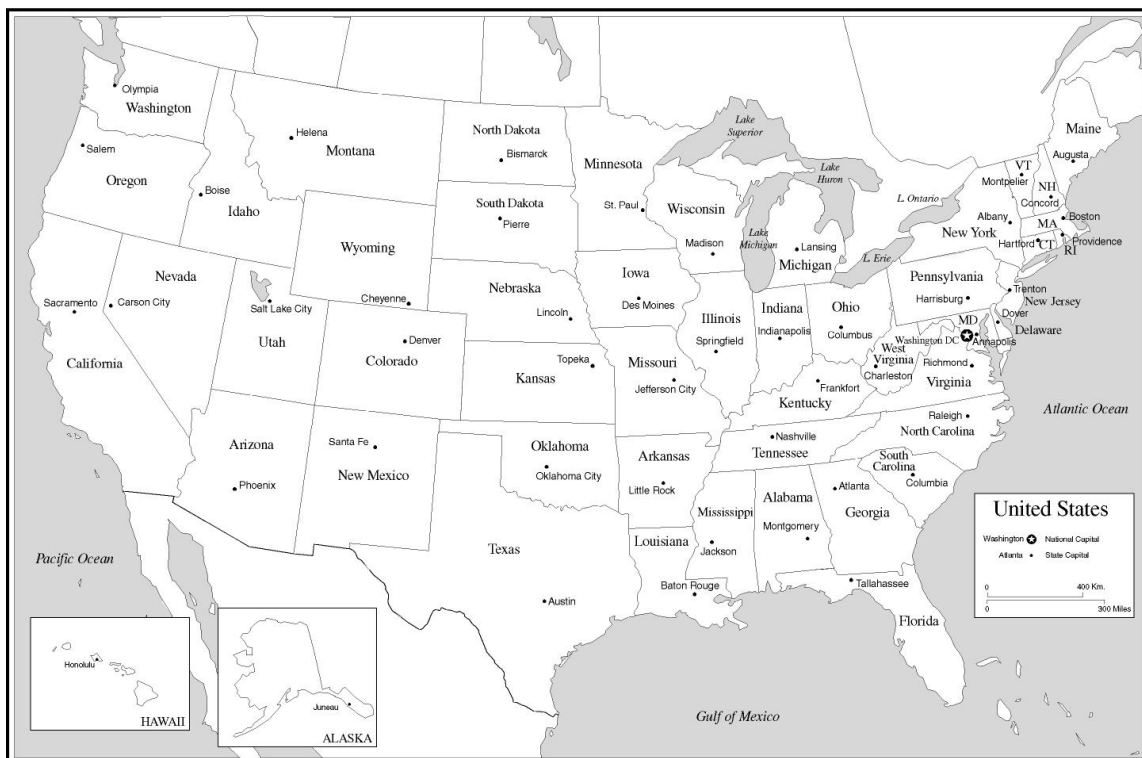 Olympia
Washington
Salem
Oregon
Helena
Montana
Boise
Idaho
North Dakota
Bismarck
South Dakota
Pierre
Minnesota
St. Paul
Lake
Superior
Wisconsin
Madison
Lake
Huron
Lake
Michigan
Lansing
Michigan
L. Ontario
L. Erie
Maine
Augusta
VT
Montpelier
NH
Concord
Albany
New York
MA
Boston
Hartford
CT
Providence
RI
Wyoming
Cheyenne
Nevada
Carson City
Sacramento
California
Salt Lake City
Utah
Denver
Colorado
Nebraska
Lincoln
Iowa
Des Moines
Illinois
Springfield
Indiana
Indianapolis
Ohio
Columbus
Pennsylvania
Harrisburg
Trenton
New Jersey
MD
Dover
Delaware
Washington DC
Annapolis
West
Virginia
Charleston
Richmond
Virginia
Topeka
Kansas
Missouri
Jefferson City
Frankfort
Kentucky
Raleigh
North Carolina
Nashville
Tennessee
South
Carolina
Columbia
Arizona
Phoenix
Santa Fe
New Mexico
Oklahoma
Oklahoma City
Arkansas
Little Rock
Mississippi
Jackson
Alabama
Montgomery
Atlanta
Georgia
Texas
Austin
Louisiana
Baton Rouge
Tallahassee
Florida
Pacific Ocean
Atlantic Ocean
Gulf of Mexico
Honolulu
HAWAII
Juneau
ALASKA
United States
Washington National Capital
Atlanta State Capital
0 400 Km.
0 300 Miles